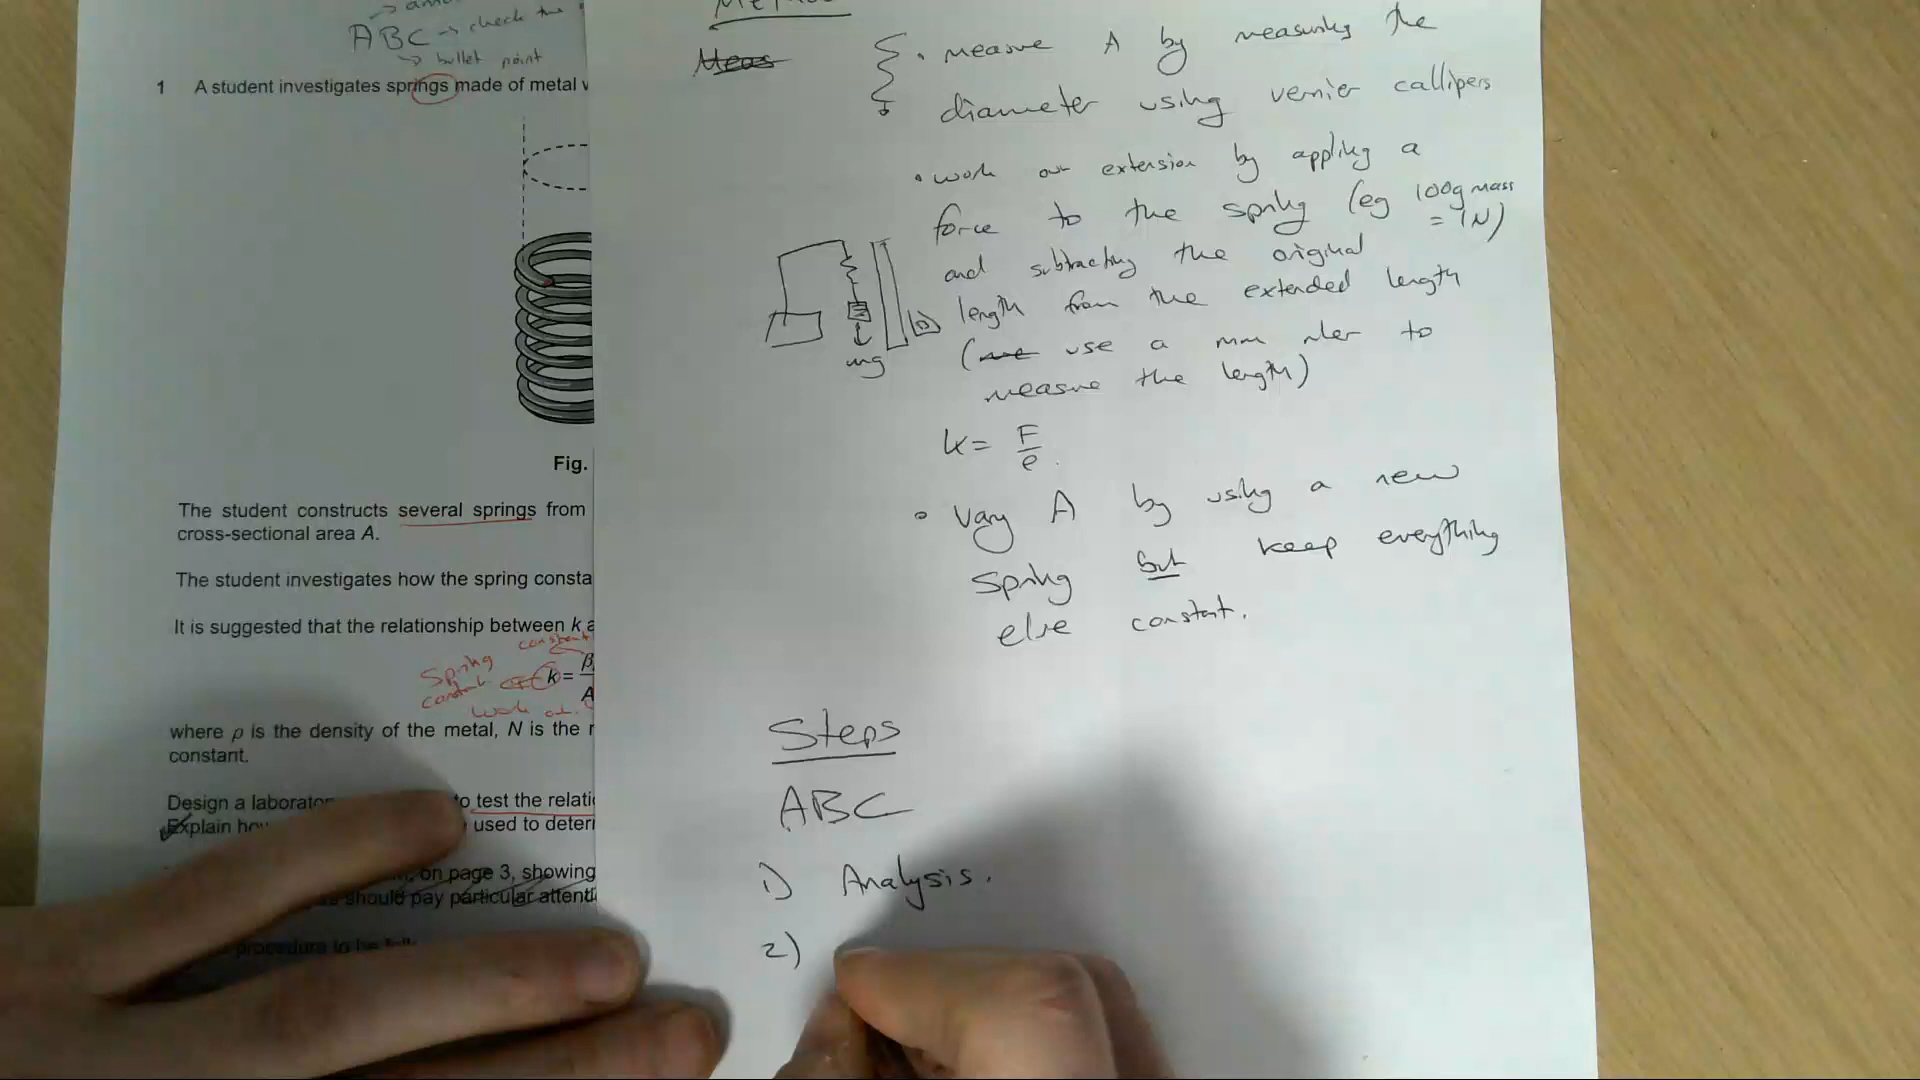 ABC → check the
→ bullet point
1 A student investigates springs made of metal
Fig.
The student constructs several springs from
cross-sectional area A.
The student investigates how the spring consta
It is suggested that the relationship between k a
constant
Spring
constant
k = β
A
work out
where ρ is the density of the metal, N is the
constant.
Design a laborator to test the relati
Explain how used to deter
on page 3, showing
should pay particular attenti
procedure to be
Meas
• measure A by measuring the
diameter using vernier callipers
• work out extension by appling a
force to the spring (eg 100g mass
= 1N)
and subtracting the original
length from the extended length
(use a mm ruler to
measure the length)
mg
k = F
e
• Vary A by using a new
spring but keep everything
else constant.
Steps
ABC
1) Analysis.
2)